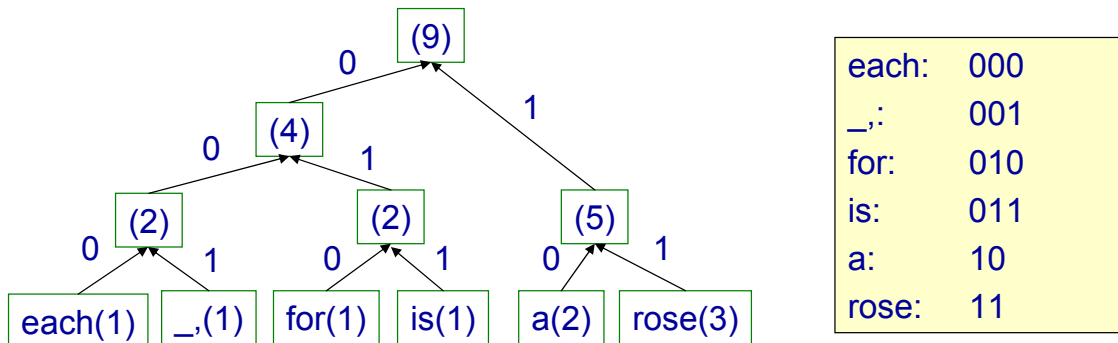 (9)
0
1
(4)
0
1
(2)
(2)
(5)
0
1
0
1
0
1
each(1)
_,(1)
for(1)
is(1)
a(2)
rose(3)
each: 000
_,: 001
for: 010
is: 011
a: 10
rose: 11